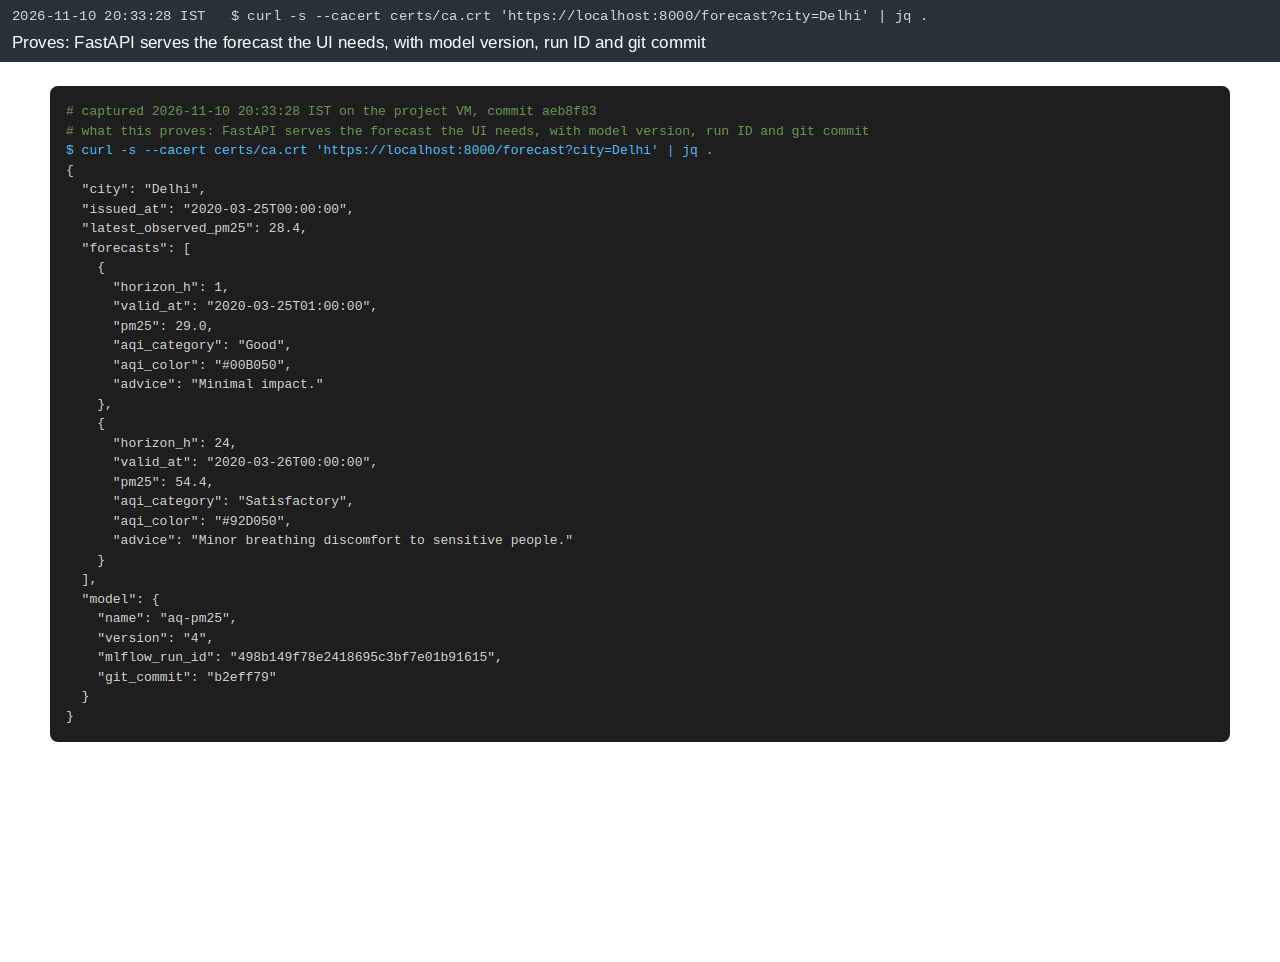 2026-11-10 20:33:28 IST   $ curl -s --cacert certs/ca.crt 'https://localhost:8000/forecast?city=Delhi' | jq .
Proves: FastAPI serves the forecast the UI needs, with model version, run ID and git commit
# captured 2026-11-10 20:33:28 IST on the project VM, commit aeb8f83
# what this proves: FastAPI serves the forecast the UI needs, with model version, run ID and git commit
$ curl -s --cacert certs/ca.crt 'https://localhost:8000/forecast?city=Delhi' | jq .
{
  "city": "Delhi",
  "issued_at": "2020-03-25T00:00:00",
  "latest_observed_pm25": 28.4,
  "forecasts": [
    {
      "horizon_h": 1,
      "valid_at": "2020-03-25T01:00:00",
      "pm25": 29.0,
      "aqi_category": "Good",
      "aqi_color": "#00B050",
      "advice": "Minimal impact."
    },
    {
      "horizon_h": 24,
      "valid_at": "2020-03-26T00:00:00",
      "pm25": 54.4,
      "aqi_category": "Satisfactory",
      "aqi_color": "#92D050",
      "advice": "Minor breathing discomfort to sensitive people."
    }
  ],
  "model": {
    "name": "aq-pm25",
    "version": "4",
    "mlflow_run_id": "498b149f78e2418695c3bf7e01b91615",
    "git_commit": "b2eff79"
  }
}